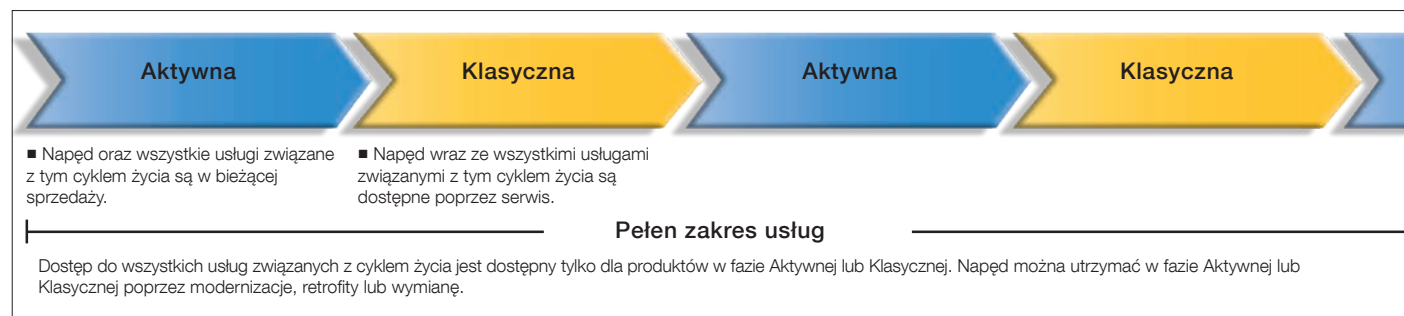 Aktywna
Klasyczna
Aktywna
Klasyczna
■ Napęd oraz wszystkie usługi związane
z tym cyklem życia są w bieżącej
sprzedaży.
■ Napęd wraz ze wszystkimi usługami
związanymi z tym cyklem życia są
dostępne poprzez serwis.
Pełen zakres usług
Dostęp do wszystkich usług związanych z cyklem życia jest dostępny tylko dla produktów w fazie Aktywnej lub Klasycznej. Napęd można utrzymać w fazie Aktywnej lub
Klasycznej poprzez modernizacje, retrofity lub wymianę.